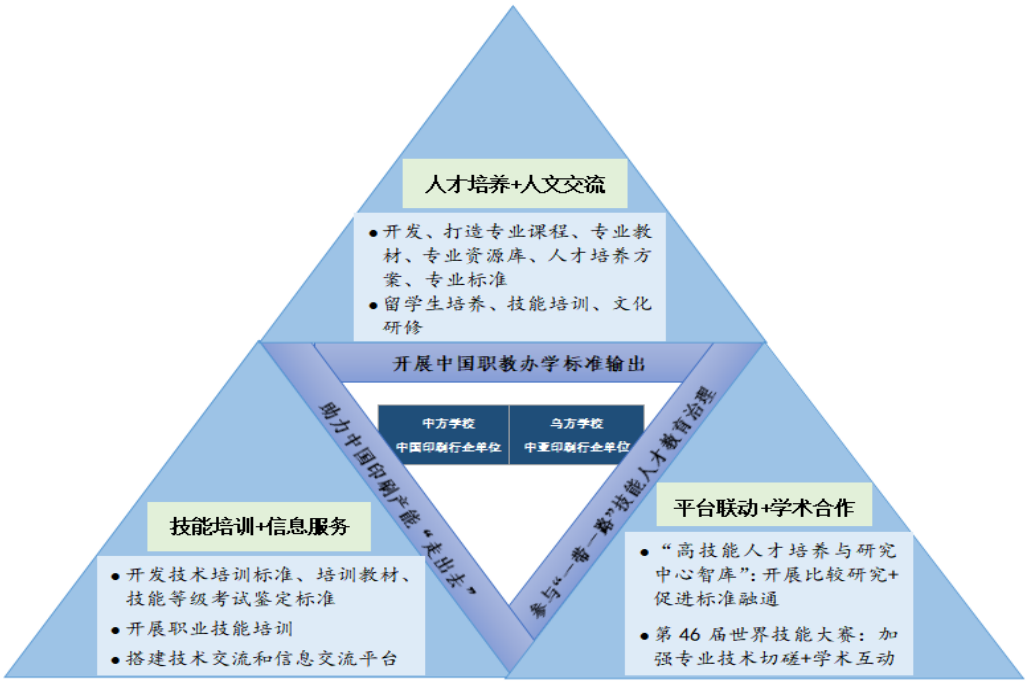 人才培养+人文交流
●开发、打造专业课程、专业教
材、专业资源库、人才培养方
案、专业标准
●留学生培养、技能培训、文化
研修
开展中国职教办学标准输出
助力中国印刷产能“走出去”
参与“一带一路”技能人才教育治理
中方学校
中国印刷行企单位
乌方学校
中亚印刷行企单位
技能培训+信息服务
●开发技术培训标准、培训教材、
技能等级考试鉴定标准
●开展职业技能培训
●搭建技术交流和信息交流平台
平台联动+学术合作
●“高技能人才培养与研究
中心智库”:开展比较研究+
促进标准融通
●第 46 届世界技能大赛：加
强专业技术切磋+学术互动